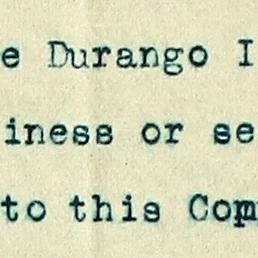 e Durango I
iness or se
to this Com